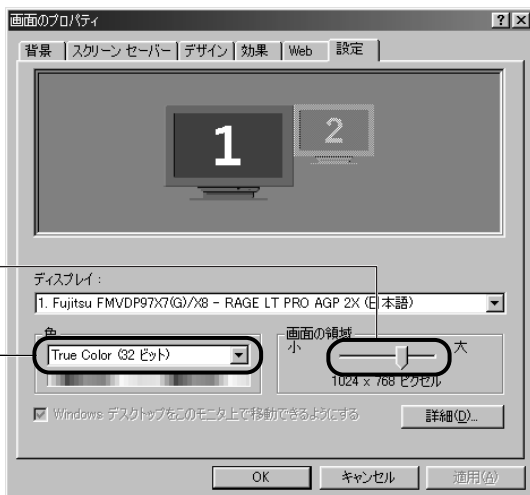 画面のプロパティ
背景 スクリーン セーバー デザイン 効果 Web 設定
1 2
ディスプレイ:
1. Fujitsu FMVDP97X7(G)/X8 - RAGE LT PRO AGP 2X (日本語)
色 画面の領域
True Color (32 ビット) 小 大
1024 x 768 ピクセル
Windows デスクトップをこのモニタ上で移動できるようにする
詳細(D)...
OK キャンセル 適用(A)